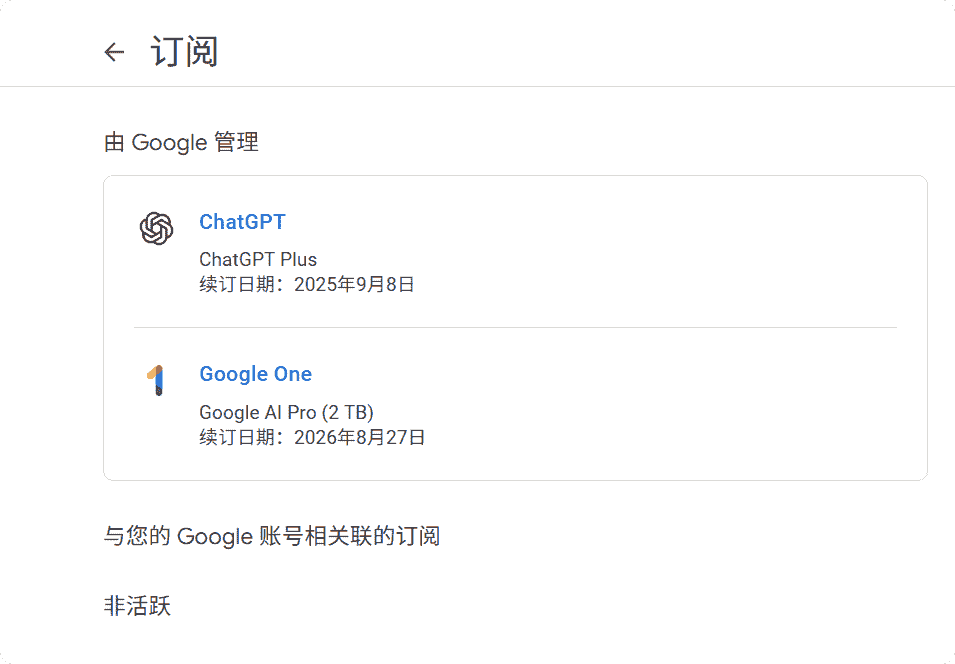 订阅
由 Google 管理
ChatGPT
ChatGPT Plus
续订日期：2025年9月8日
Google One
Google AI Pro (2 TB)
续订日期：2026年8月27日
与您的 Google 账号相关联的订阅
非活跃